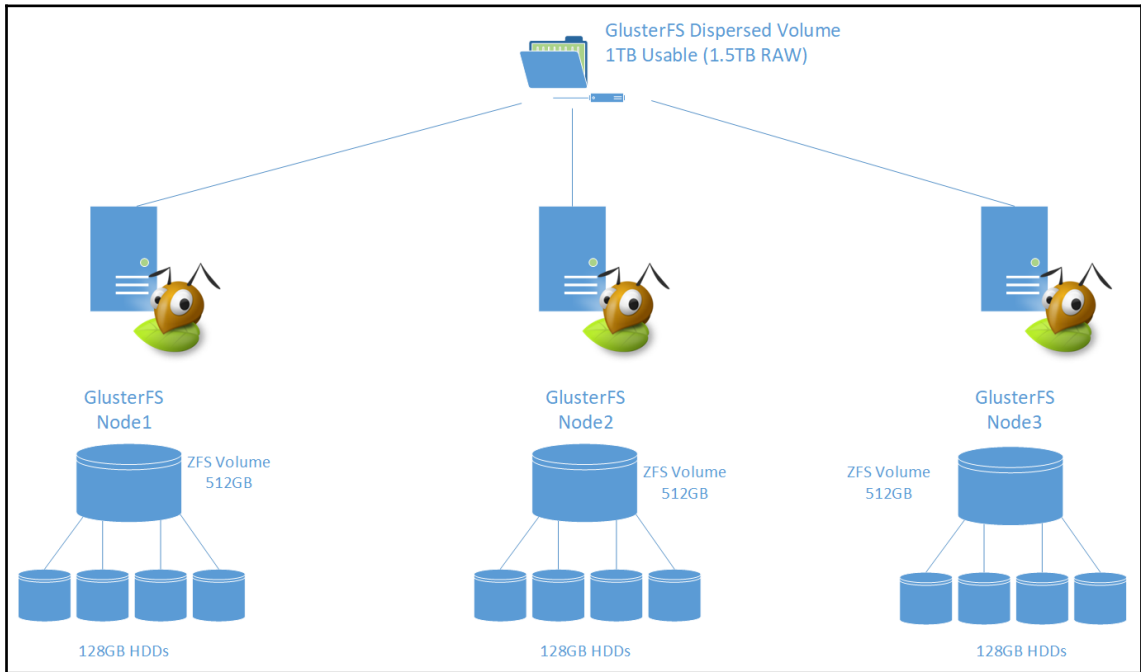 GlusterFS Dispersed Volume
1TB Usable (1.5TB RAW)
GlusterFS
Node1
GlusterFS
Node2
GlusterFS
Node3
ZFS Volume
512GB
ZFS Volume
512GB
ZFS Volume
512GB
128GB HDDs
128GB HDDs
128GB HDDs